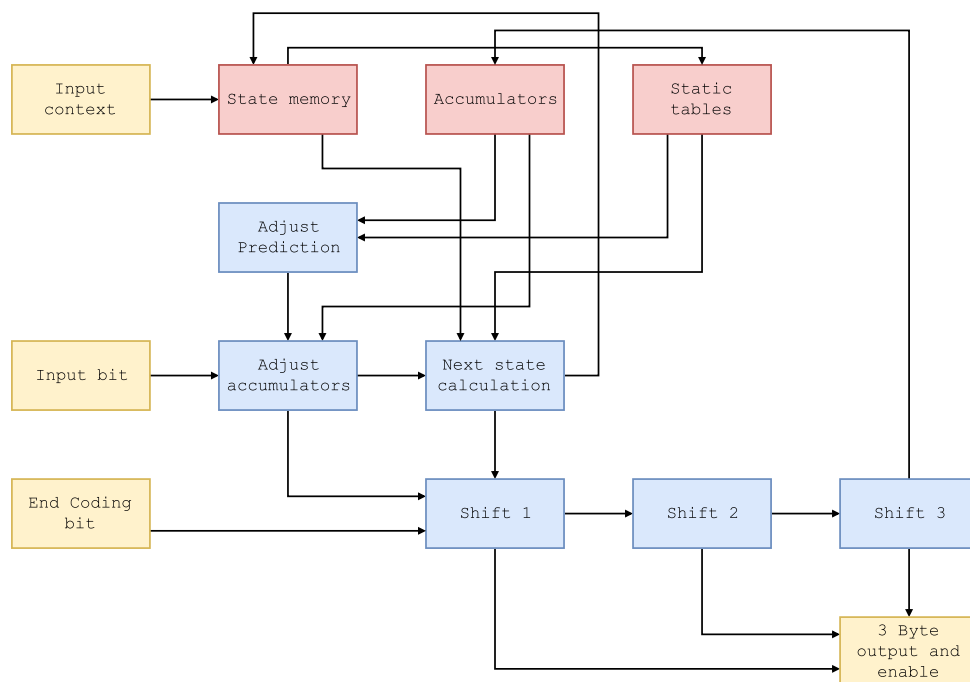 Input
context
State memory
Accumulators
Static
tables
Adjust
Prediction
Input bit
Adjust
accumulators
Next state
calculation
End Coding
bit
Shift 1
Shift 2
Shift 3
3 Byte
output and
enable